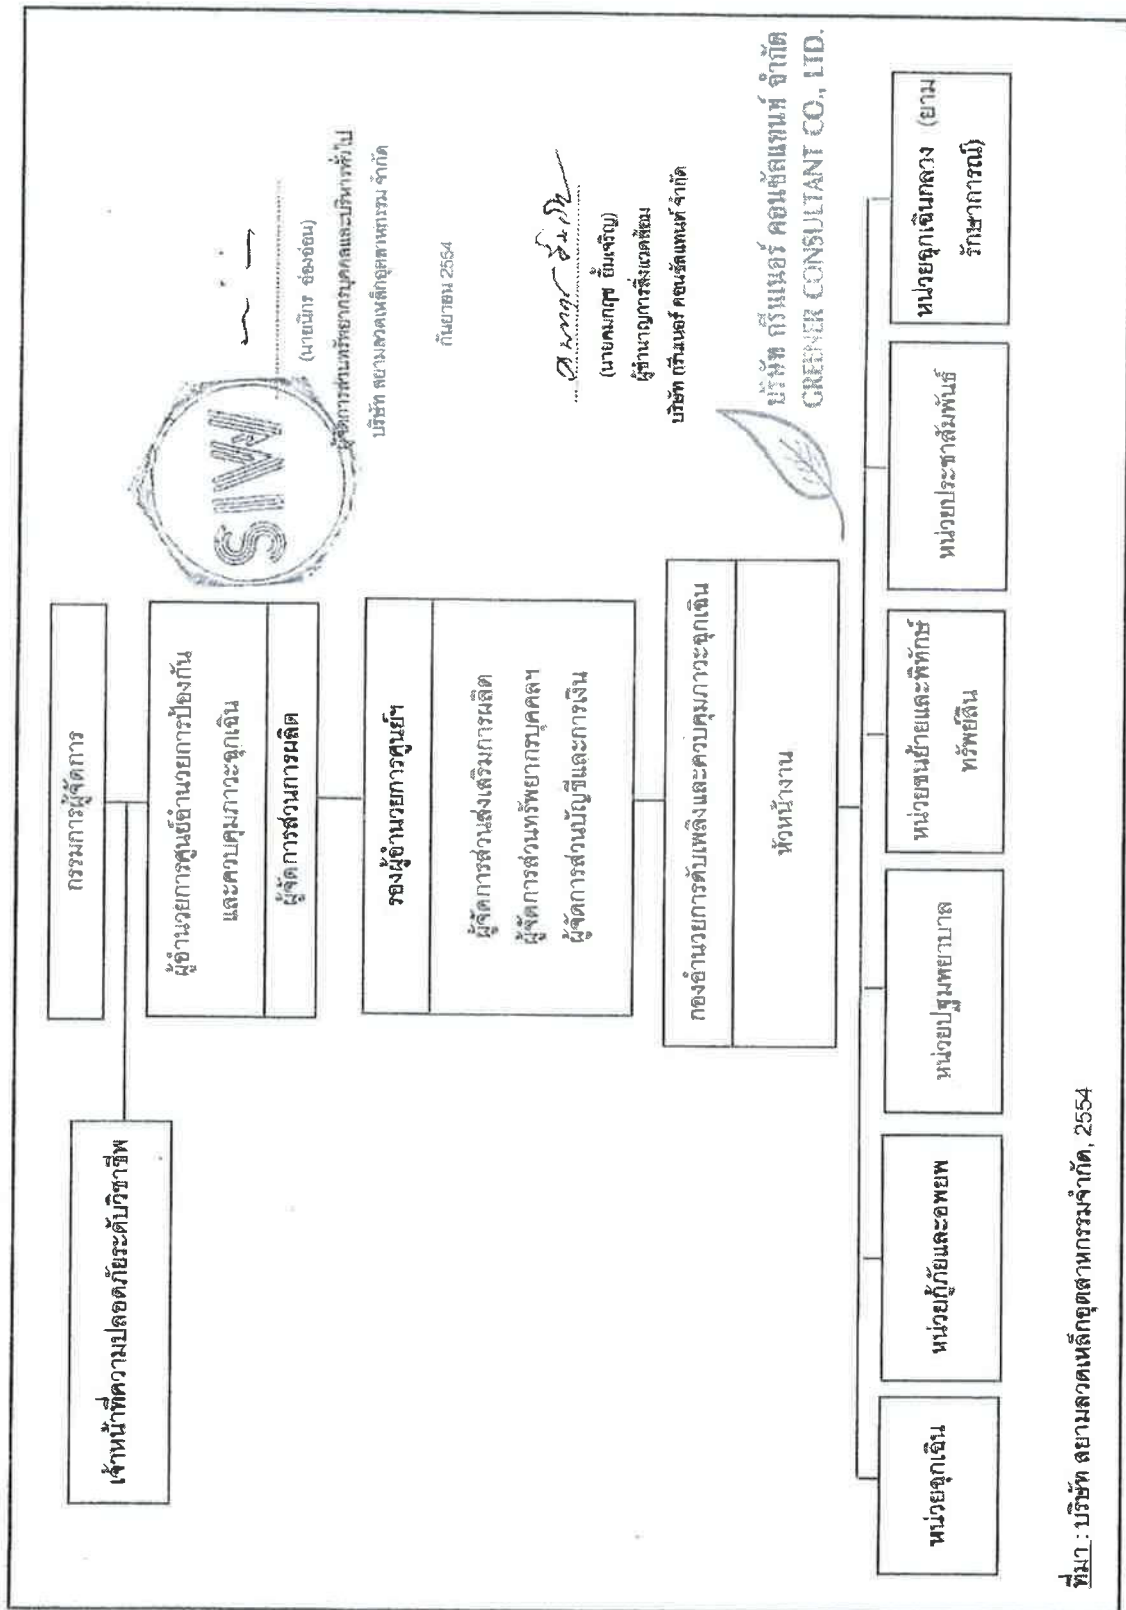 กรรมการผู้จัดการ
เจ้าหน้าที่ความปลอดภัยระดับวิชาชีพ
ผู้อำนวยการศูนย์อำนวยการป้องกัน
และควบคุมภาวะฉุกเฉิน
ผู้จัดการส่วนการผลิต
รองผู้อำนวยการศูนย์ฯ
ผู้จัดการส่วนส่งเสริมการผลิต
ผู้จัดการส่วนทรัพยากรบุคคลฯ
ผู้จัดการส่วนบัญชีและการเงิน
กองอำนวยการดับเพลิงและควบคุมภาวะฉุกเฉิน
หัวหน้างาน
หน่วยฉุกเฉิน
หน่วยกู้ภัยและอพยพ
หน่วยปฐมพยาบาล
หน่วยขนย้ายและพิทักษ์
ทรัพย์สิน
หน่วยประชาสัมพันธ์
หน่วยฉุกเฉินกลาง (ยาม
รักษาการณ์)
SIW
ผู้จัดการส่วนทรัพยากรบุคคลและบริหารทั่วไป
บริษัท สยามลวดเหล็กอุตสาหกรรม จำกัด
กันยายน 2554
(นายคมกฤช ยิ้มเจริญ)
ผู้ชำนาญการสิ่งแวดล้อม
บริษัท กรีนเนอร์ คอนซัลแทนท์ จำกัด
บริษัท กรีนเนอร์ คอนซัลแทนท์ จำกัด
GREENER CONSULTANT CO., LTD.
ที่มา : บริษัท สยามลวดเหล็กอุตสาหกรรมจำกัด, 2554